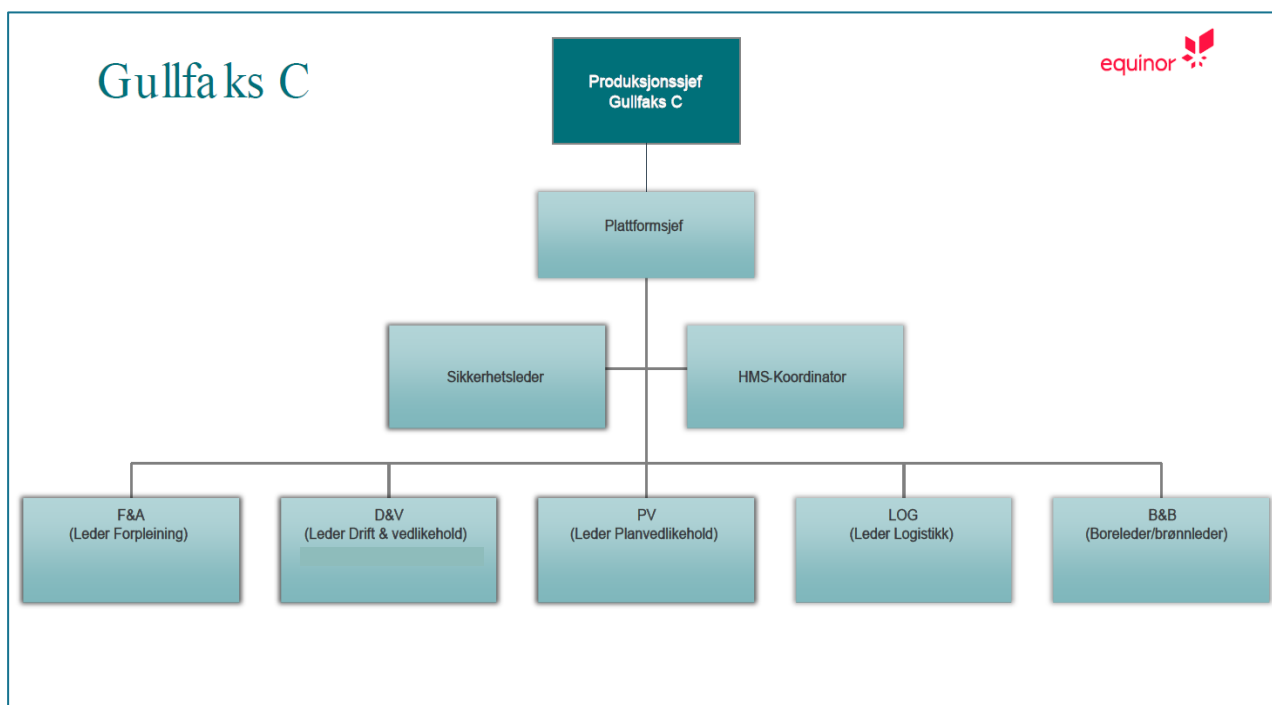 Gullfaks C
equinor
Produksjonssjef
Gullfaks C
Plattformsjef
Sikkerhetsleder
HMS-Koordinator
F&A
(Leder Forpleining)
D&V
(Leder Drift & vedlikehold)
PV
(Leder Planvedlikehold)
LOG
(Leder Logistikk)
B&B
(Boreleder/brønnleder)